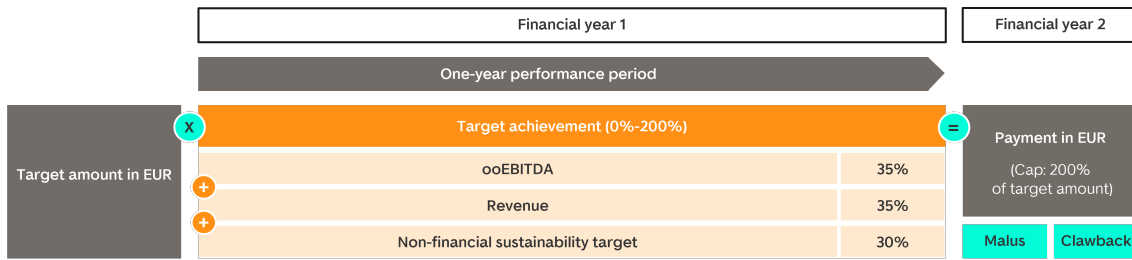 Financial year 1
Financial year 2
One-year performance period
Target amount in EUR
x
Target achievement (0%-200%)
=
Payment in EUR
(Cap: 200%
of target amount)
ooEBITDA 35%
+
Revenue 35%
+
Non-financial sustainability target 30%
Malus
Clawback